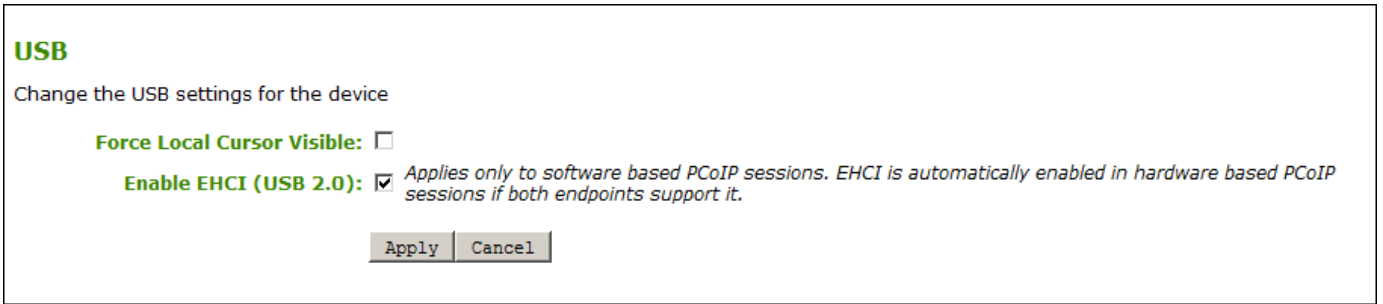 USB
Change the USB settings for the device
Force Local Cursor Visible:
Enable EHCI (USB 2.0): Applies only to software based PCoIP sessions. EHCI is automatically enabled in hardware based PCoIP
sessions if both endpoints support it.
Apply Cancel